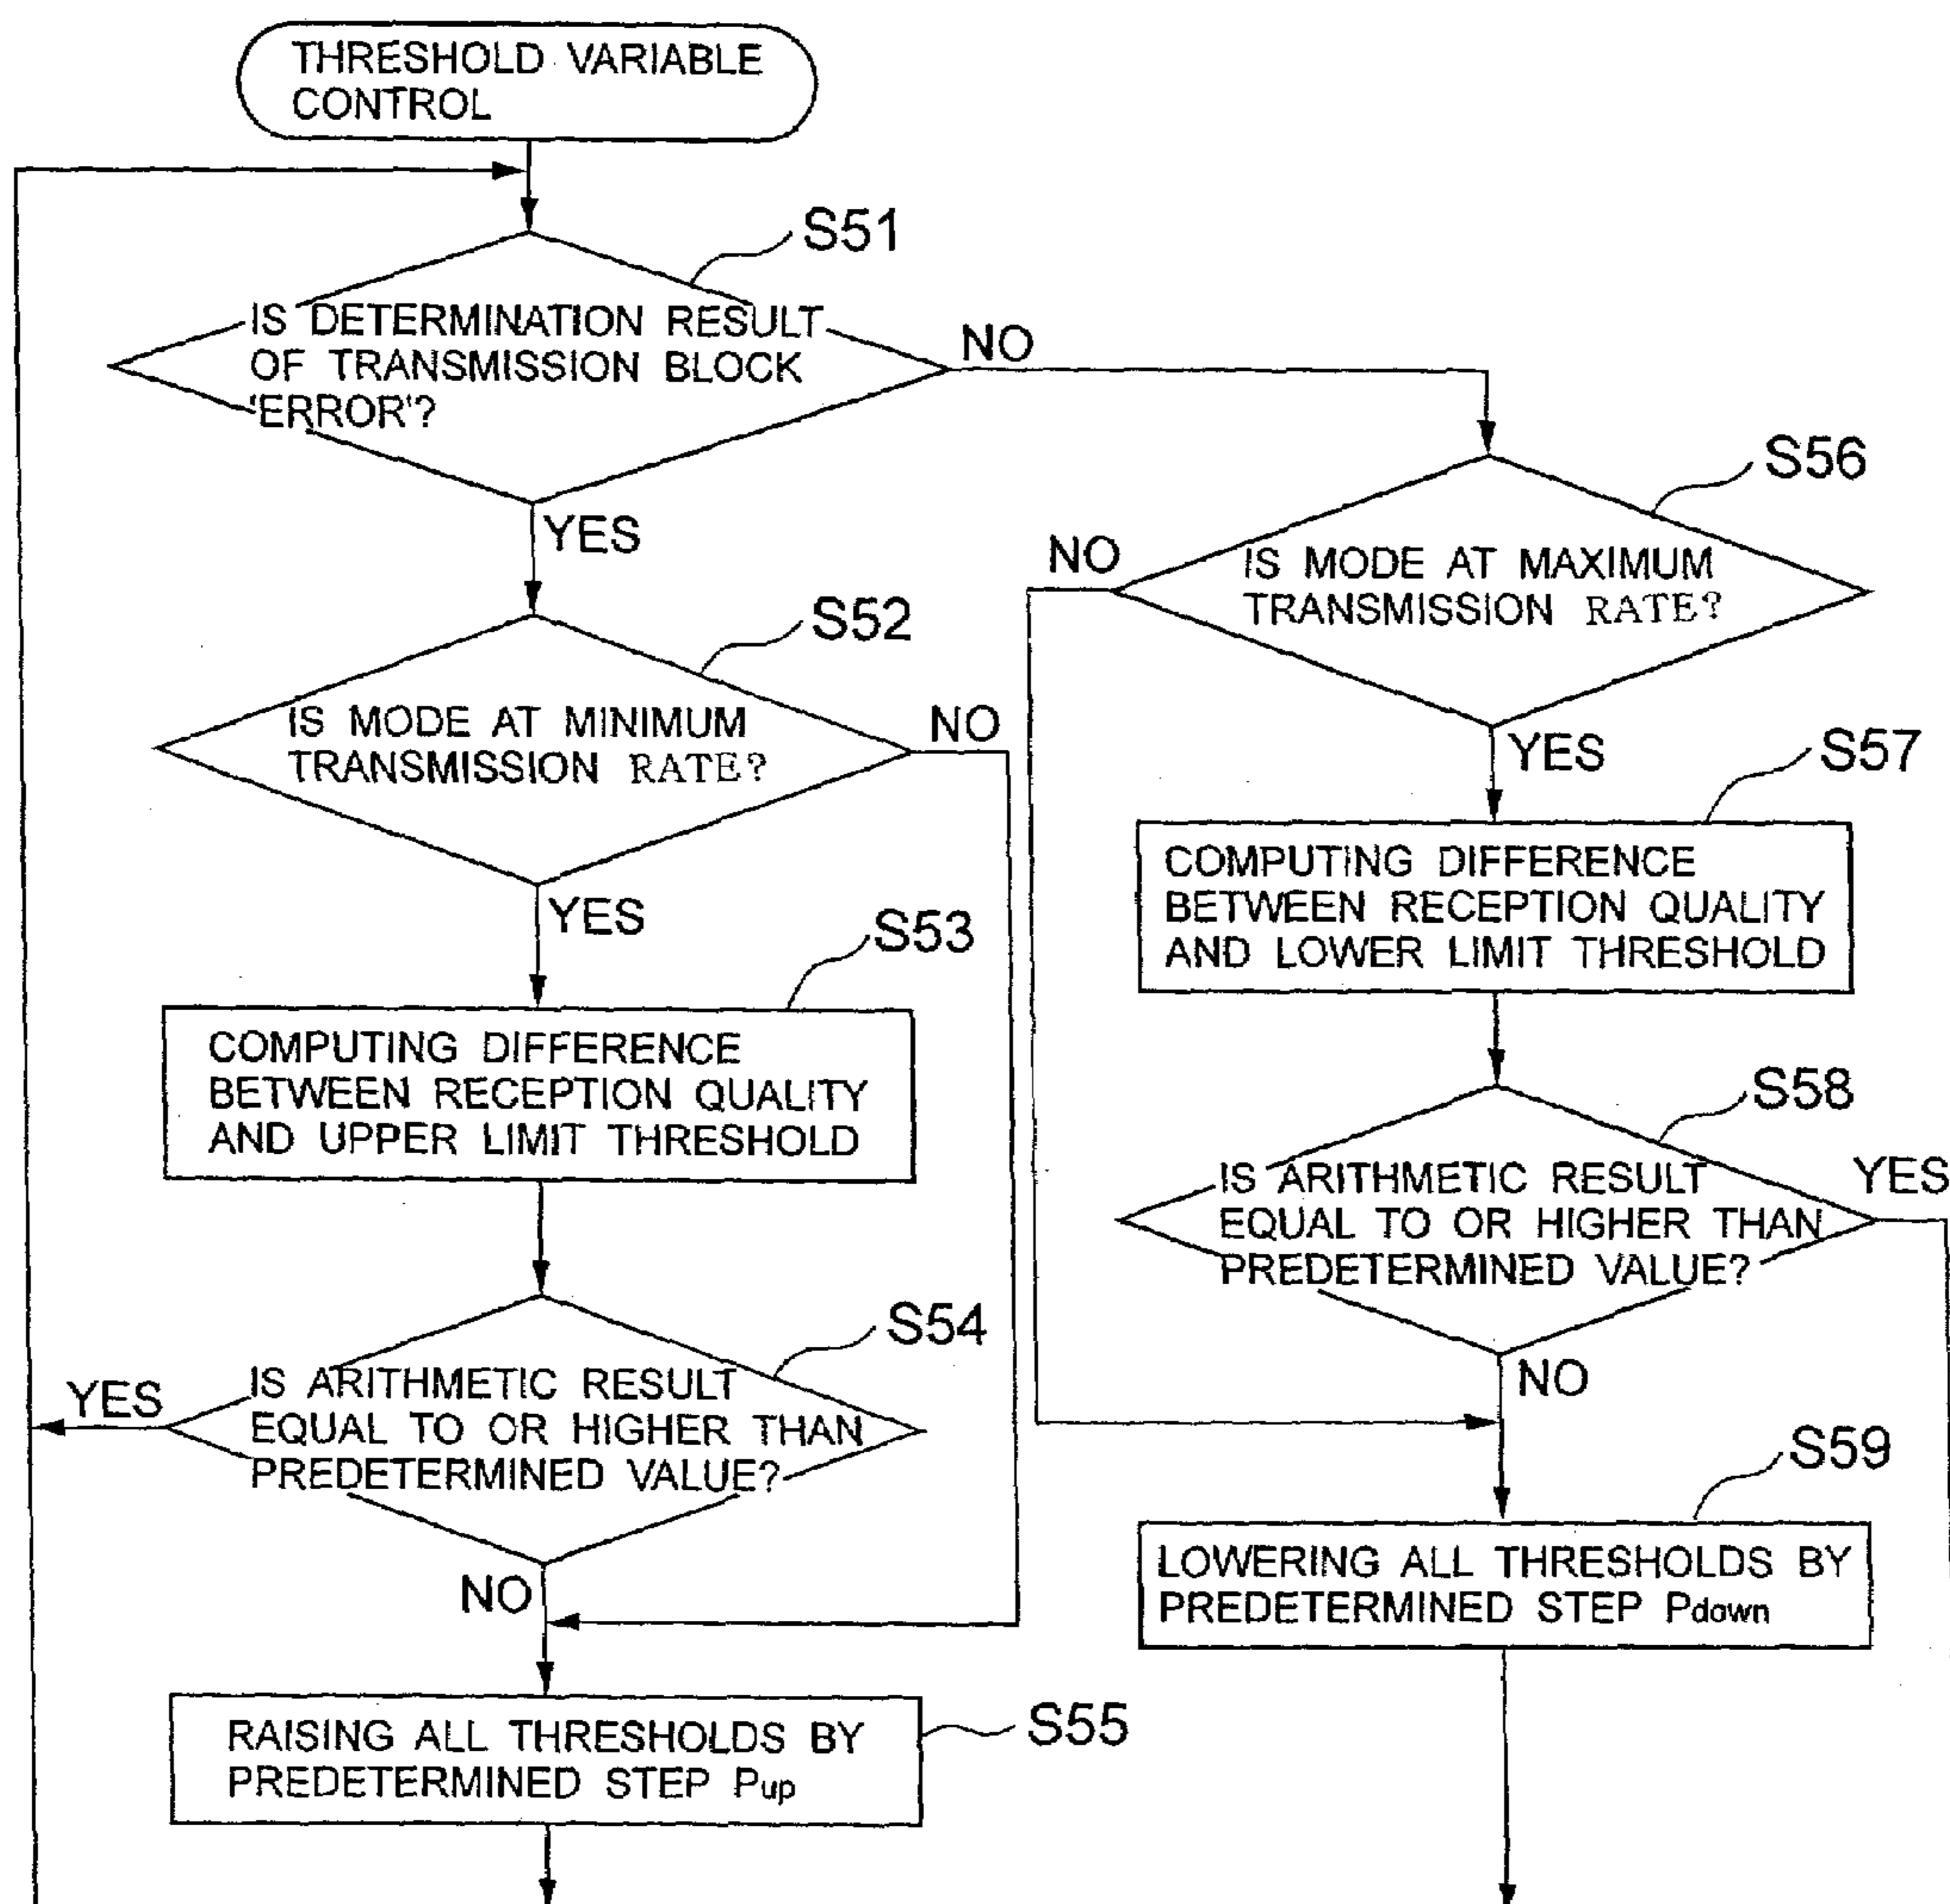 THRESHOLD VARIABLE
CONTROL
S51
IS DETERMINATION RESULT
OF TRANSMISSION BLOCK
'ERROR'?
NO
YES
S52
IS MODE AT MINIMUM
TRANSMISSION RATE?
NO
YES
S53
COMPUTING DIFFERENCE
BETWEEN RECEPTION QUALITY
AND UPPER LIMIT THRESHOLD
S54
IS ARITHMETIC RESULT
EQUAL TO OR HIGHER THAN
PREDETERMINED VALUE?
YES
NO
S55
RAISING ALL THRESHOLDS BY
PREDETERMINED STEP Pup
S56
IS MODE AT MAXIMUM
TRANSMISSION RATE?
NO
YES
S57
COMPUTING DIFFERENCE
BETWEEN RECEPTION QUALITY
AND LOWER LIMIT THRESHOLD
S58
IS ARITHMETIC RESULT
EQUAL TO OR HIGHER THAN
PREDETERMINED VALUE?
YES
NO
S59
LOWERING ALL THRESHOLDS BY
PREDETERMINED STEP Pdown